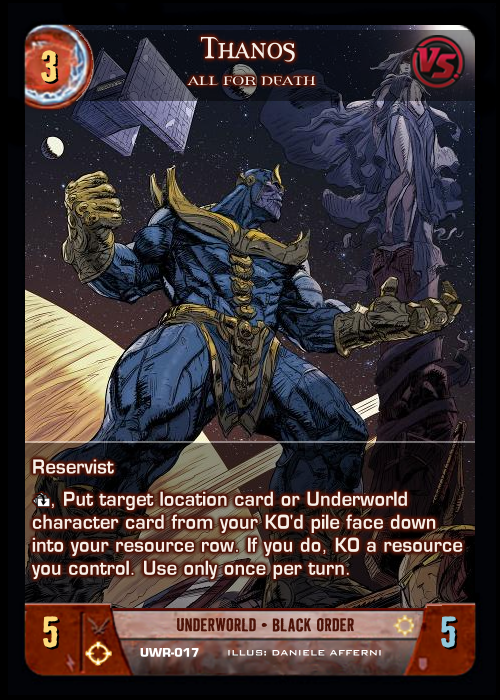 3
THANOS
ALL FOR DEATH
VS.
Reservist
, Put target location card or Underworld
character card from your KO'd pile face down
into your resource row. If you do, KO a resource
you control. Use only once per turn.
5
UNDERWORLD • BLACK ORDER
5
UWR-017 ILLUS: DANIELE AFFERNI